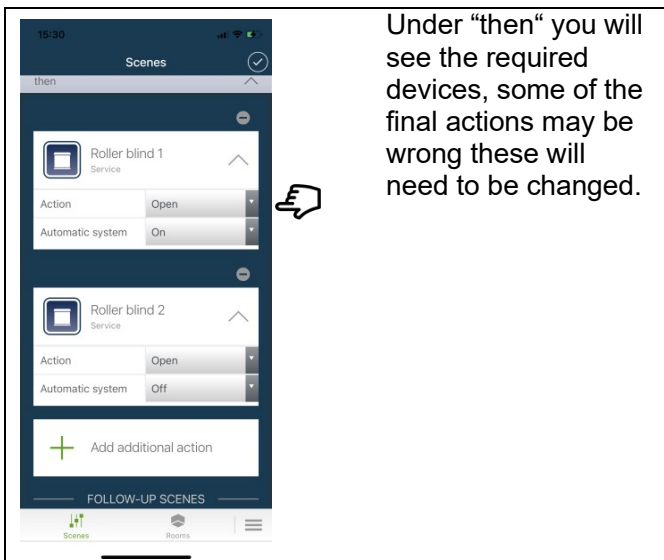 15:30
Scenes
then
Roller blind 1
Service
Action Open
Automatic system On
Roller blind 2
Service
Action Open
Automatic system Off
Add additional action
FOLLOW-UP SCENES
Scenes Rooms
Under “then“ you will
see the required
devices, some of the
final actions may be
wrong these will
need to be changed.